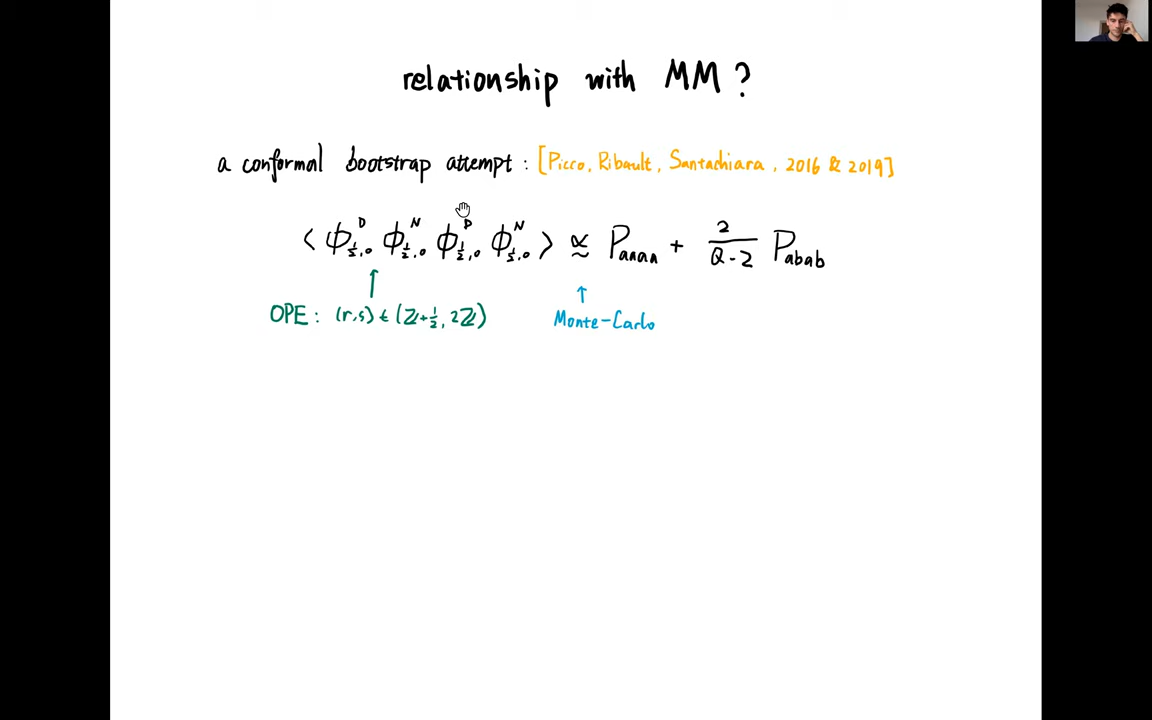 relationship with MM ?
a conformal bootstrap attempt : [Picco, Ribault, Santachiara, 2016 & 2019]
< Φ^D_{1/2,0} Φ^N_{1/2,0} Φ^D_{1/2,0} Φ^N_{1/2,0} > ∝~ P_{aaaa} + 2/(Q-2) P_{abab}
↑ ↑
OPE : (r,s) ∈ (ℤ+1/2, 2ℤ) Monte-Carlo